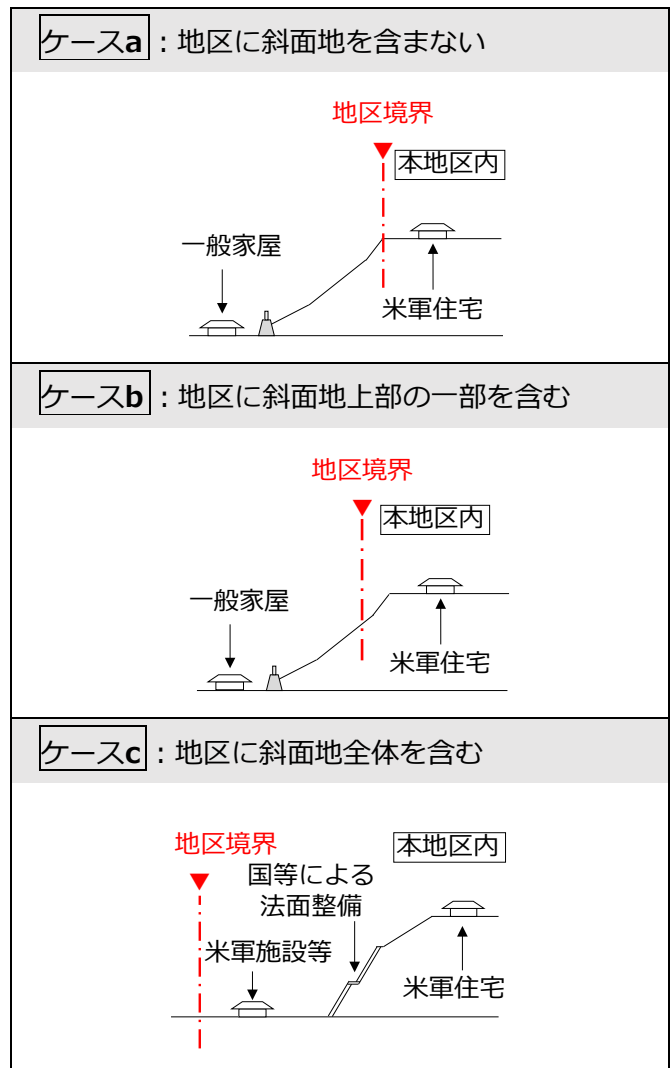 ケースa：地区に斜面地を含まない
地区境界
本地区内
一般家屋
米軍住宅
ケースb：地区に斜面地上部の一部を含む
地区境界
本地区内
一般家屋
米軍住宅
ケースc：地区に斜面地全体を含む
地区境界
本地区内
国等による
法面整備
米軍施設等
米軍住宅